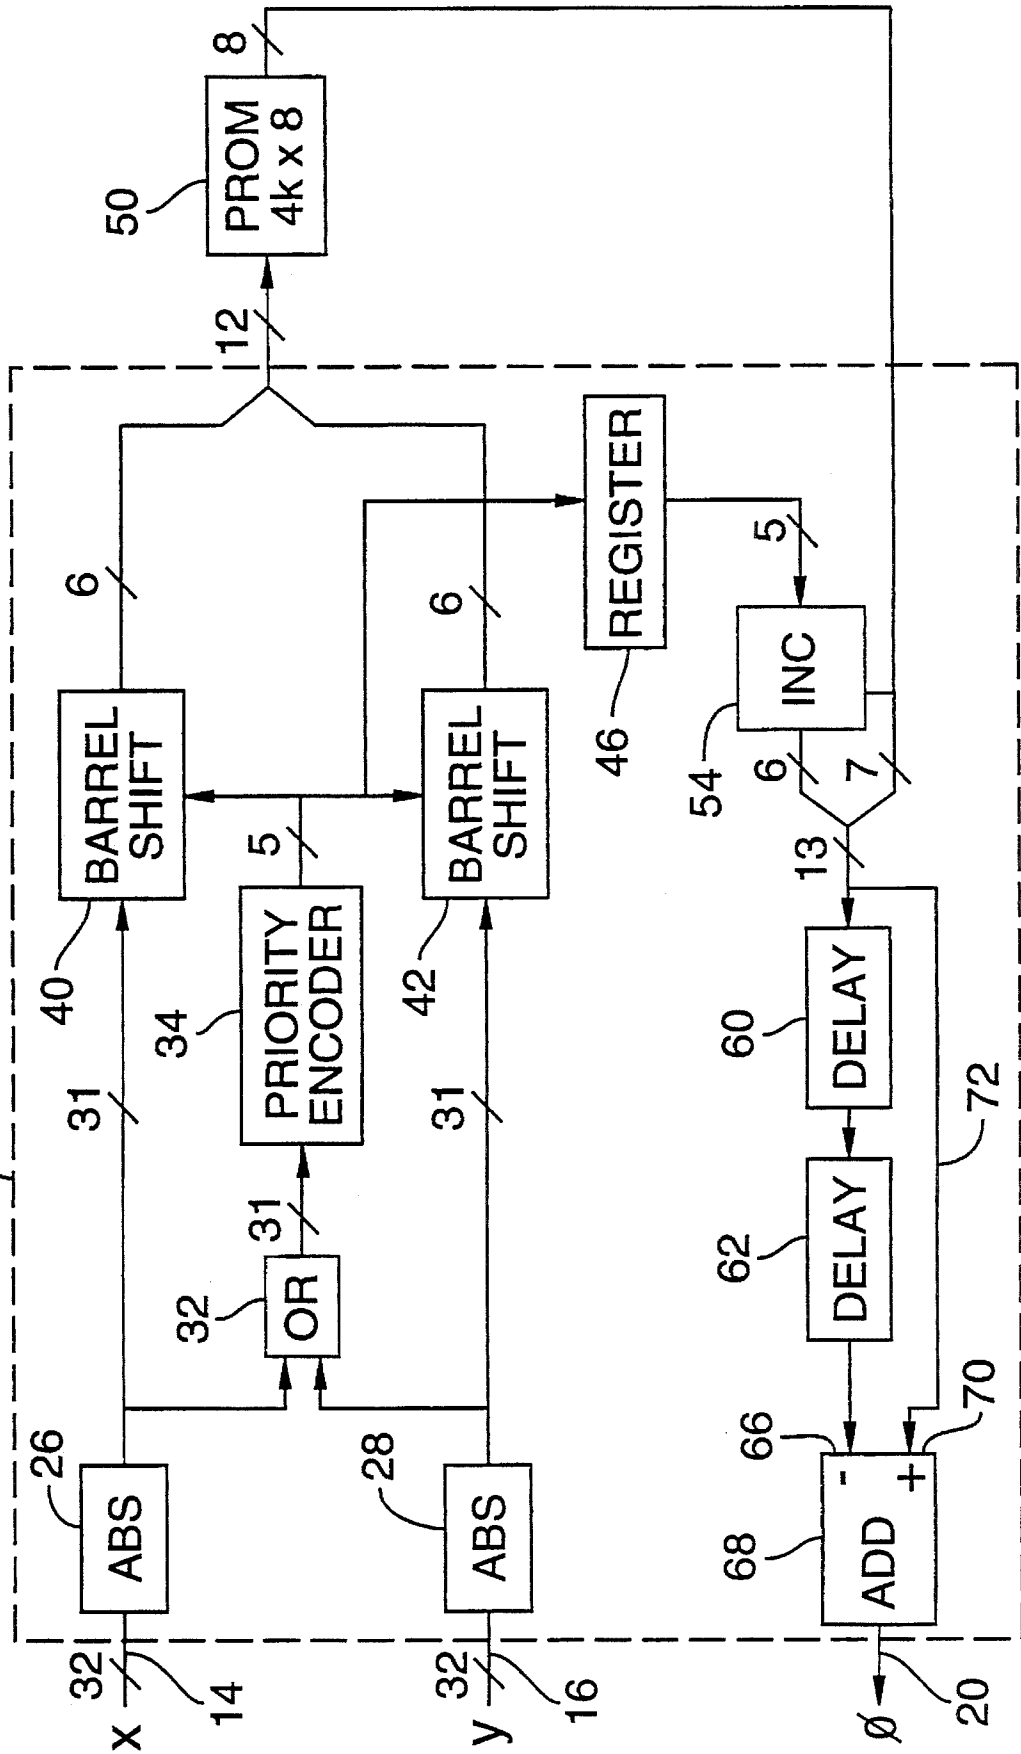 x
32
14
26
ABS
31
40
BARREL
SHIFT
6
32
OR
31
34
PRIORITY
ENCODER
5
y
32
16
28
ABS
31
42
BARREL
SHIFT
6
12
50
PROM
4k x 8
8
46
REGISTER
5
54
INC
6
7
13
60
DELAY
62
DELAY
72
66
-
70
+
68
ADD
20
Ø